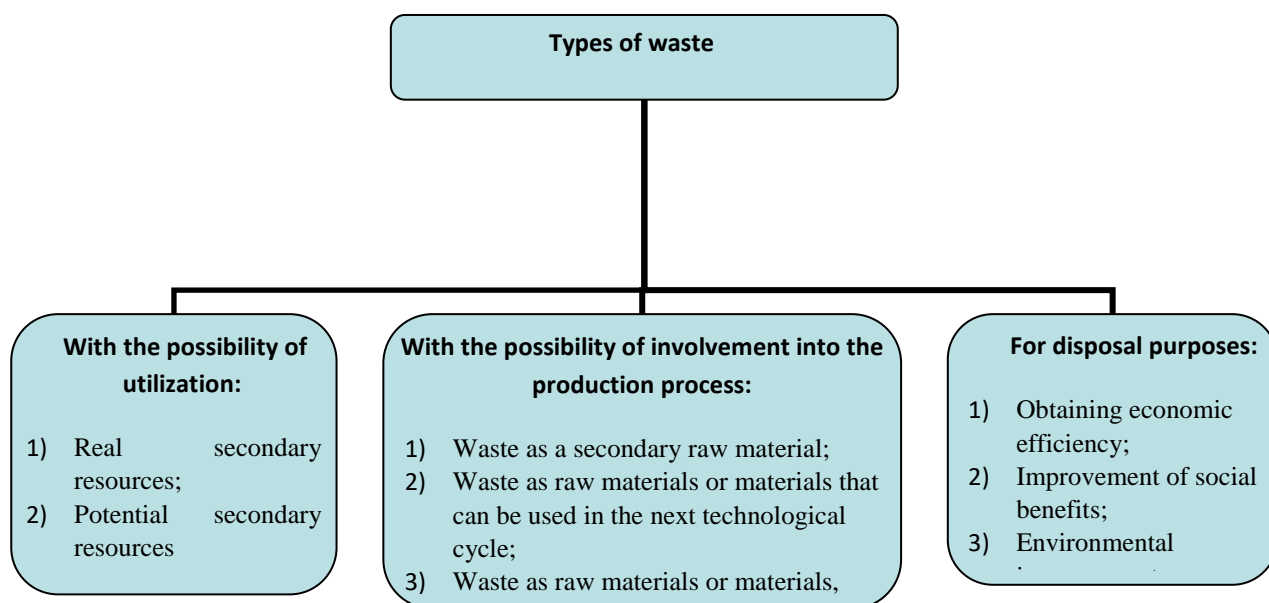 Types of waste
With the possibility of
utilization:
1) Real secondary
resources;
2) Potential secondary
resources
With the possibility of involvement into the
production process:
1) Waste as a secondary raw material;
2) Waste as raw materials or materials that
can be used in the next technological
cycle;
3) Waste as raw materials or materials,
For disposal purposes:
1) Obtaining economic
efficiency;
2) Improvement of social
benefits;
3) Environmental